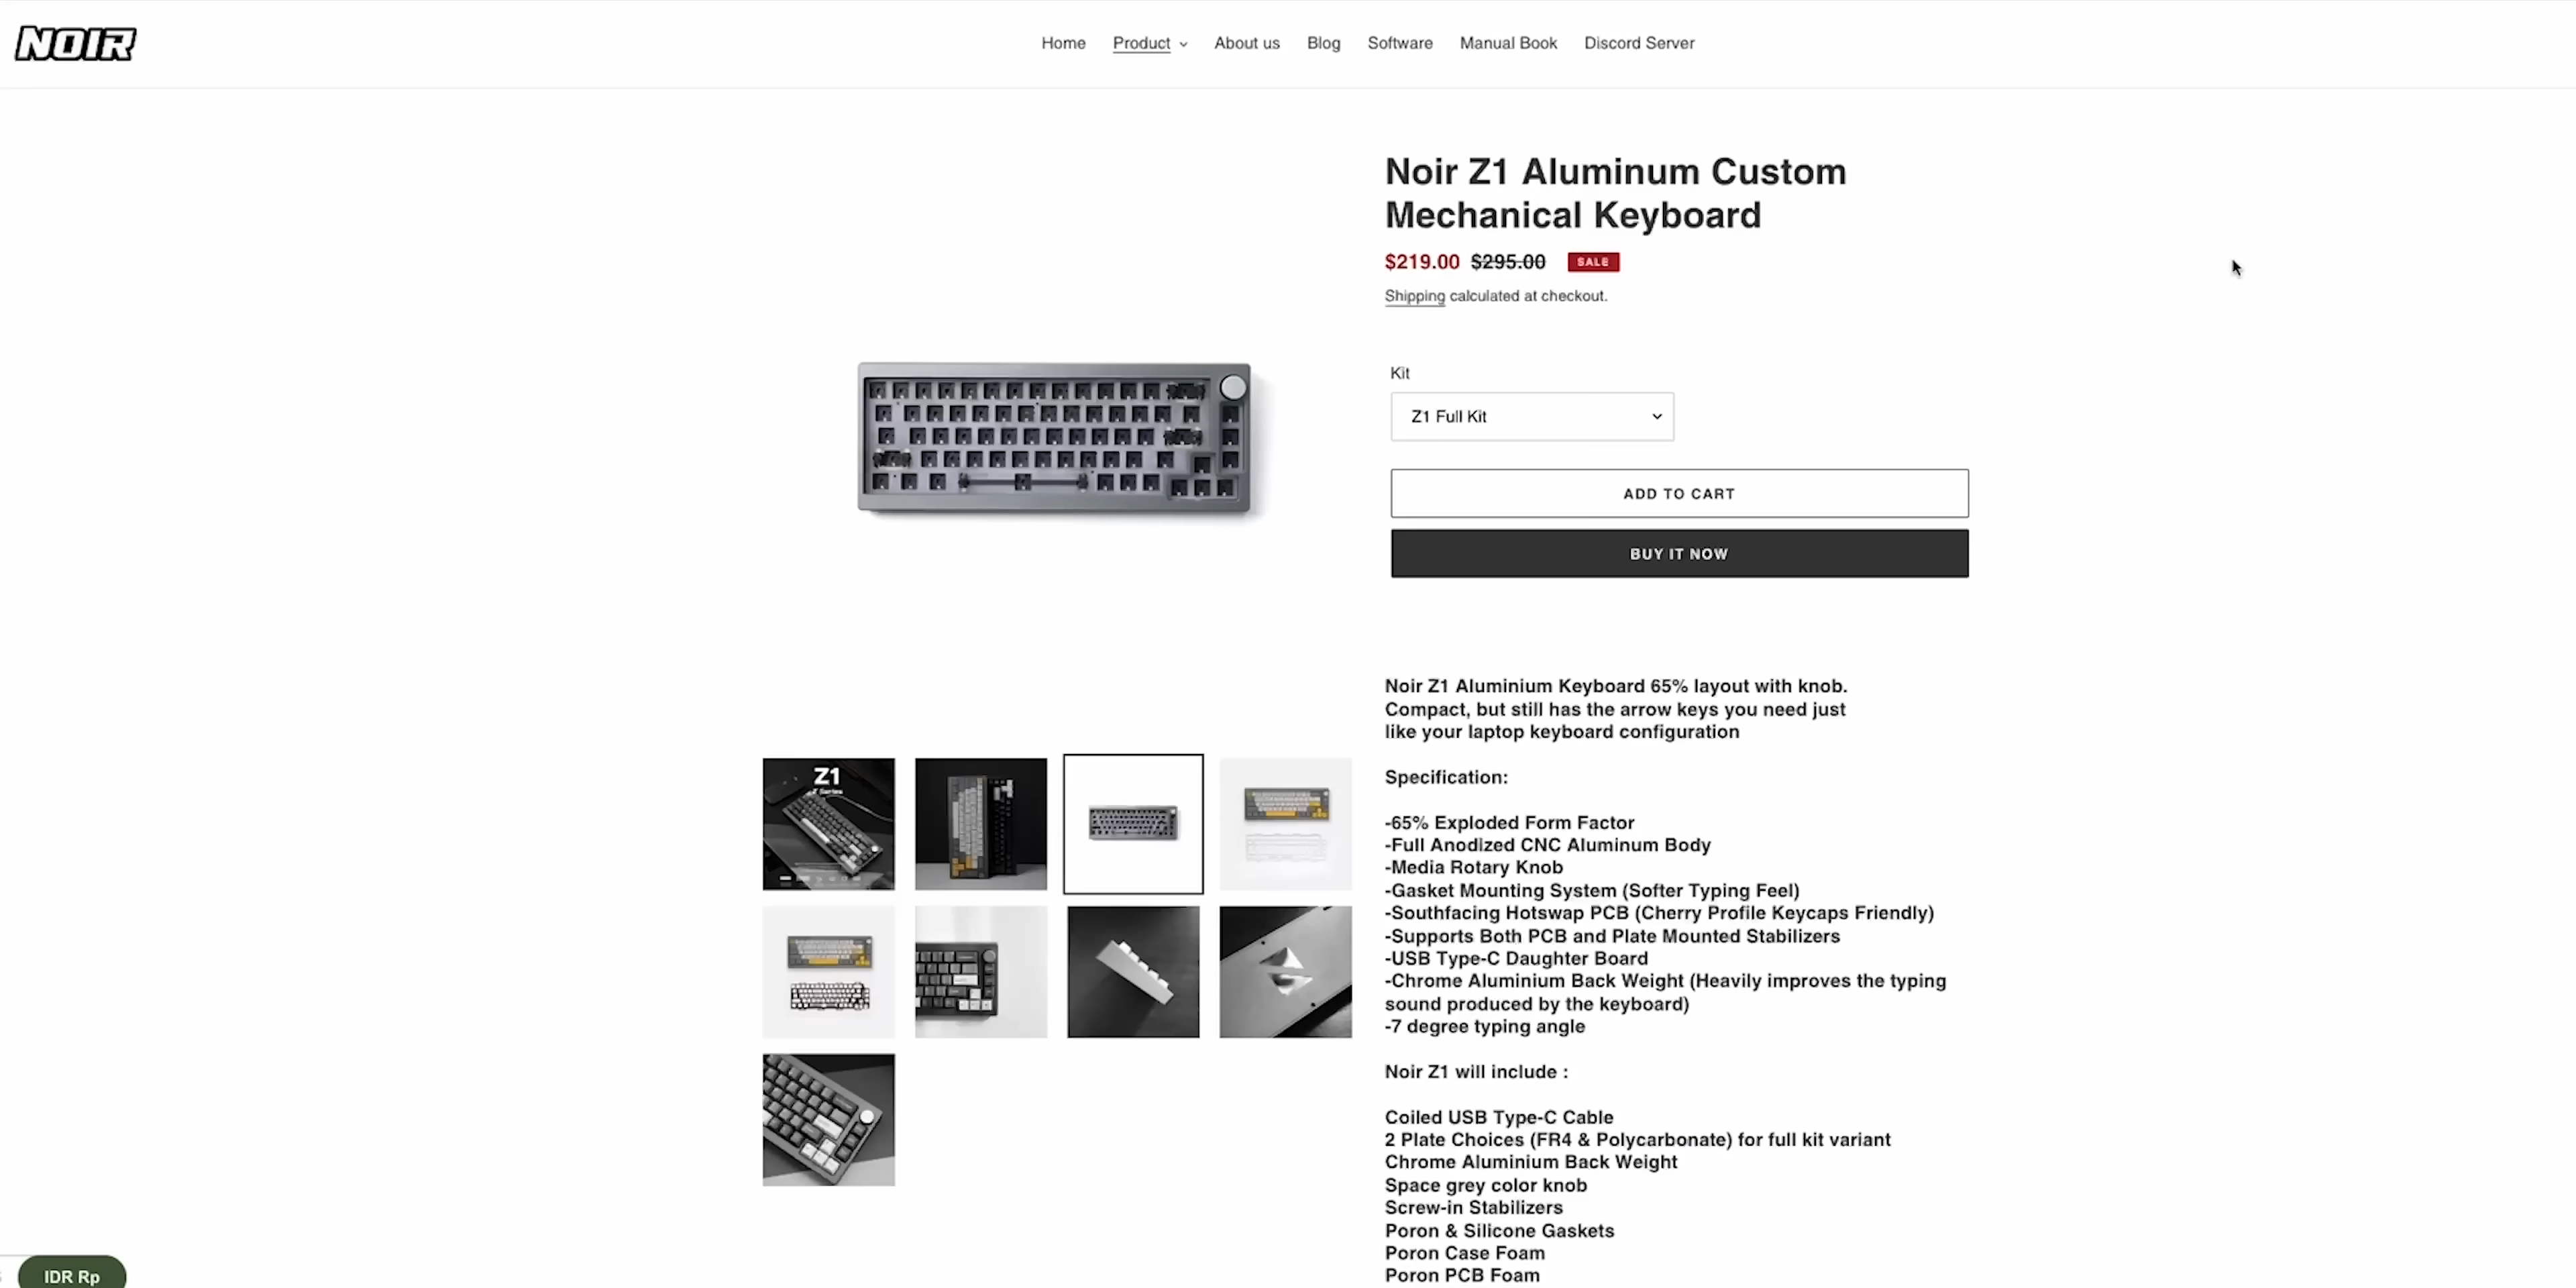 NOIR
Home Product About us Blog Software Manual Book Discord Server
Noir Z1 Aluminum Custom
Mechanical Keyboard
$219.00 $295.00 SALE
Shipping calculated at checkout.
Kit
Z1 Full Kit
ADD TO CART
BUY IT NOW
Noir Z1 Aluminium Keyboard 65% layout with knob.
Compact, but still has the arrow keys you need just
like your laptop keyboard configuration
Specification:
-65% Exploded Form Factor
-Full Anodized CNC Aluminum Body
-Media Rotary Knob
-Gasket Mounting System (Softer Typing Feel)
-Southfacing Hotswap PCB (Cherry Profile Keycaps Friendly)
-Supports Both PCB and Plate Mounted Stabilizers
-USB Type-C Daughter Board
-Chrome Aluminium Back Weight (Heavily improves the typing
sound produced by the keyboard)
-7 degree typing angle
Noir Z1 will include :
Coiled USB Type-C Cable
2 Plate Choices (FR4 & Polycarbonate) for full kit variant
Chrome Aluminium Back Weight
Space grey color knob
Screw-in Stabilizers
Poron & Silicone Gaskets
Poron Case Foam
Poron PCB Foam
Z1
Z Series
IDR Rp